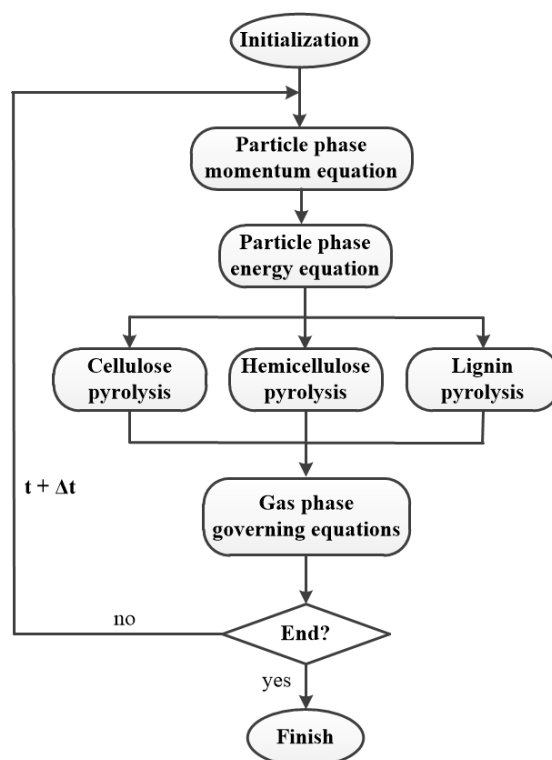 Initialization
Particle phase
momentum equation
Particle phase
energy equation
Cellulose
pyrolysis
Hemicellulose
pyrolysis
Lignin
pyrolysis
t + Δt
Gas phase
governing equations
no
End?
yes
Finish